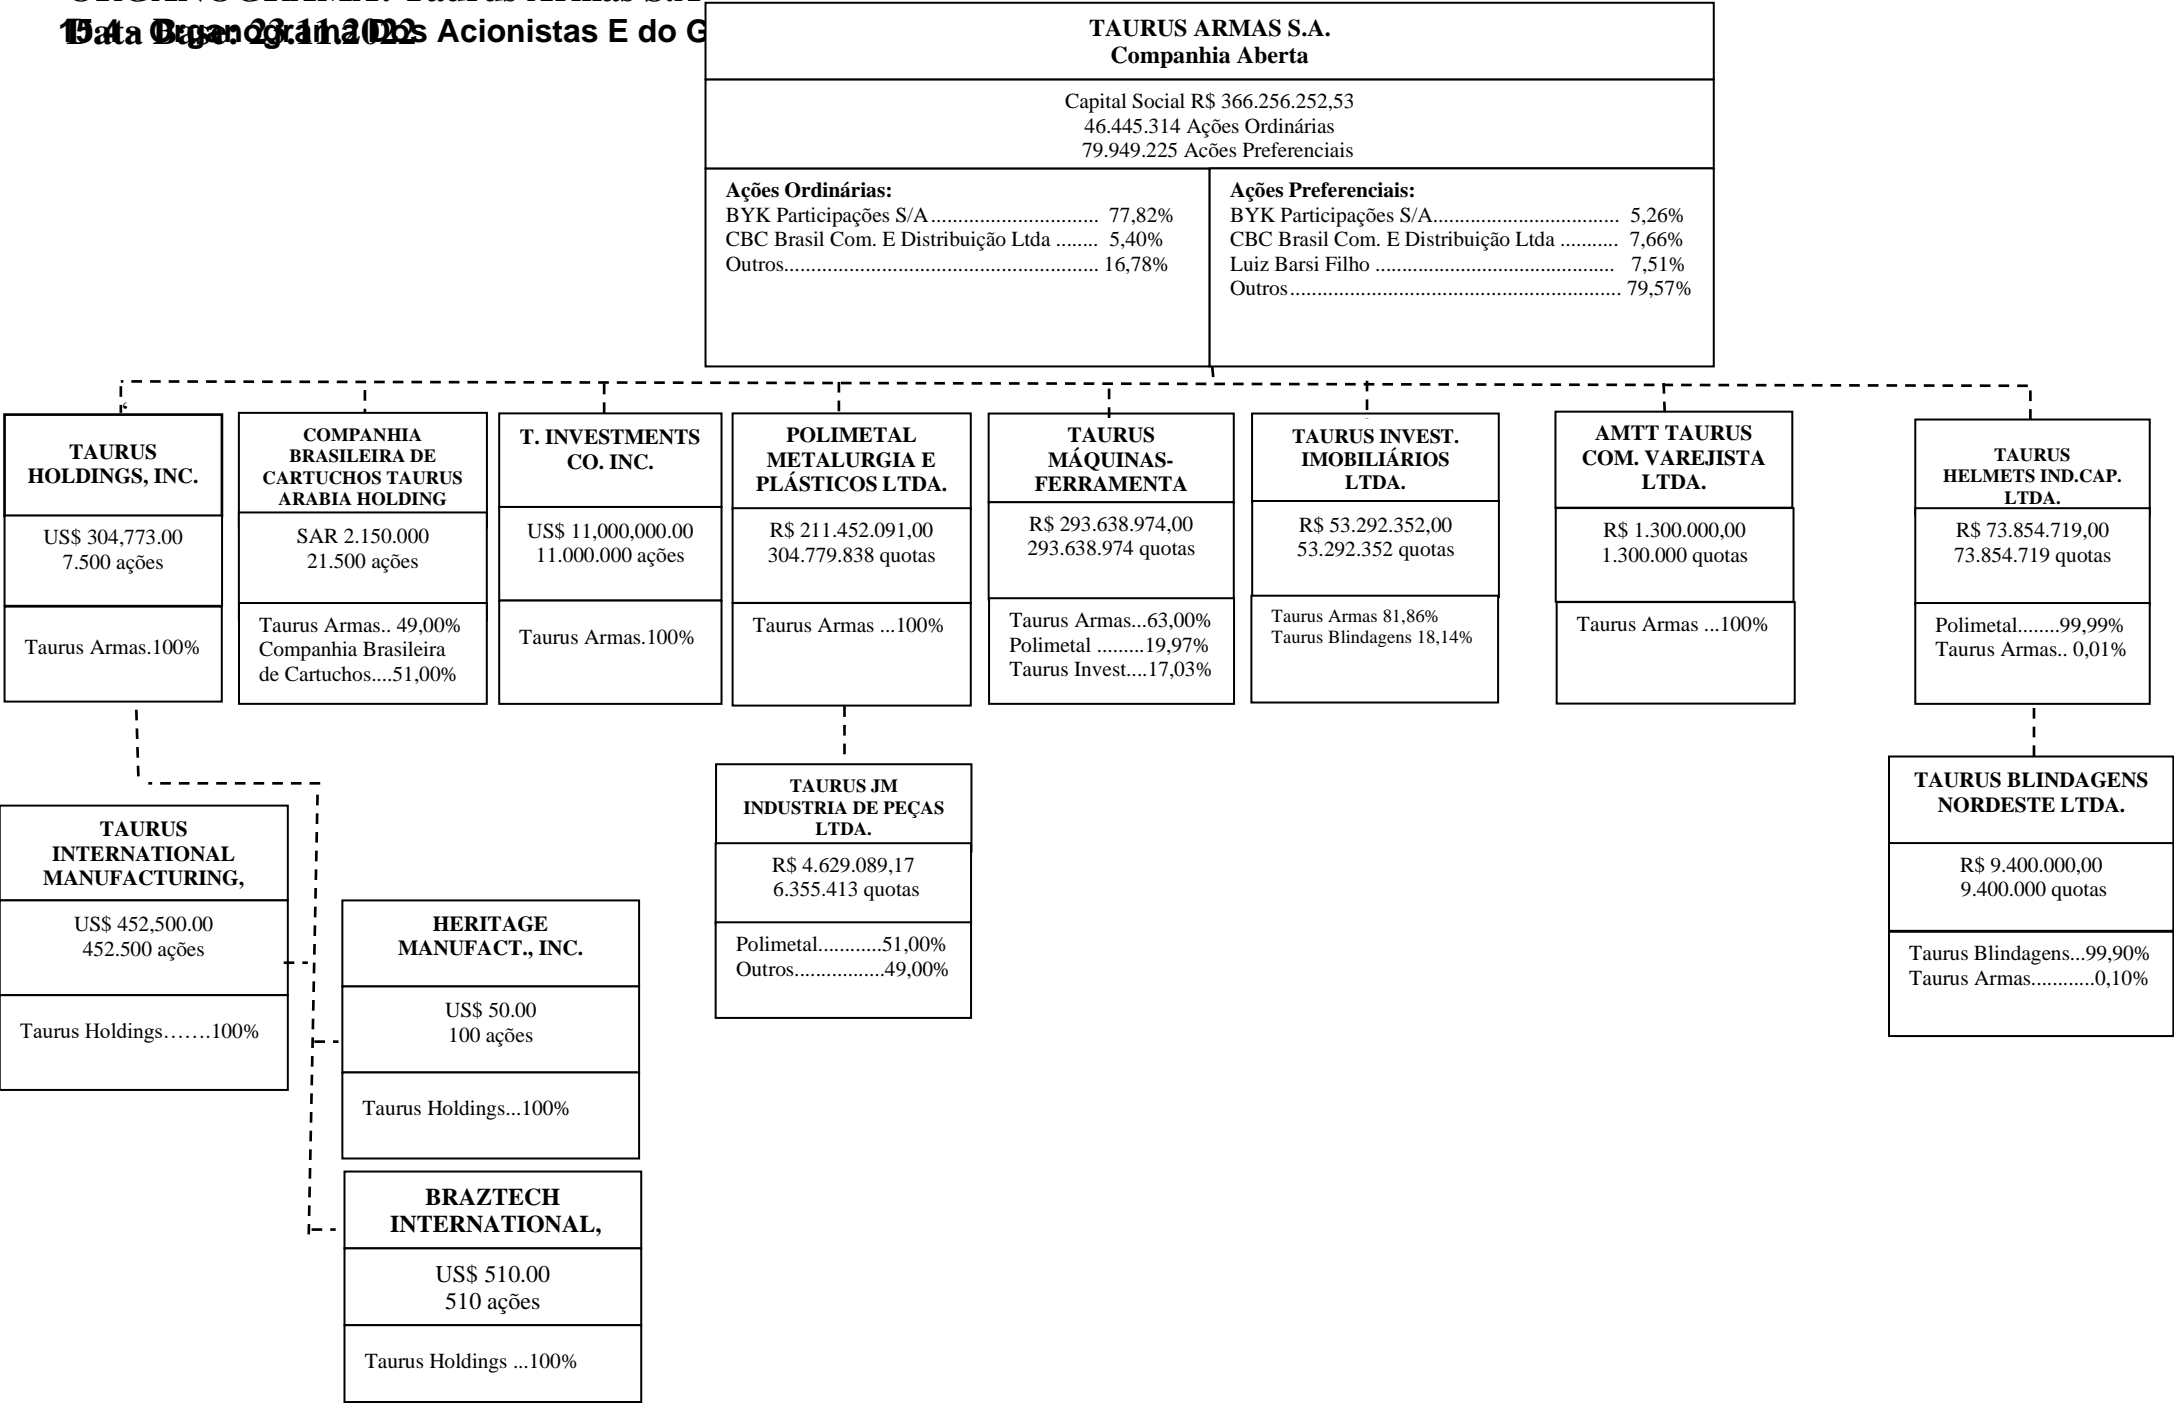 15.4 - Organograma Dos Acionistas E do G
Data Base: 23.11.2022
TAURUS ARMAS S.A.
Companhia Aberta
Capital Social R$ 366.256.252,53
46.445.314 Ações Ordinárias
79.949.225 Acões Preferenciais
Ações Ordinárias:
BYK Participações S/A............................... 77,82%
CBC Brasil Com. E Distribuição Ltda ........ 5,40%
Outros.......................................................... 16,78%
Ações Preferenciais:
BYK Participações S/A.................................. 5,26%
CBC Brasil Com. E Distribuição Ltda ........... 7,66%
Luiz Barsi Filho ............................................ 7,51%
Outros............................................................. 79,57%
TAURUS
HOLDINGS, INC.
US$ 304,773.00
7.500 ações
Taurus Armas.100%
COMPANHIA
BRASILEIRA DE
CARTUCHOS TAURUS
ARABIA HOLDING
SAR 2.150.000
21.500 ações
Taurus Armas.. 49,00%
Companhia Brasileira
de Cartuchos....51,00%
T. INVESTMENTS
CO. INC.
US$ 11,000,000.00
11.000.000 ações
Taurus Armas.100%
POLIMETAL
METALURGIA E
PLÁSTICOS LTDA.
R$ 211.452.091,00
304.779.838 quotas
Taurus Armas ...100%
TAURUS
MÁQUINAS-
FERRAMENTA
R$ 293.638.974,00
293.638.974 quotas
Taurus Armas...63,00%
Polimetal .........19,97%
Taurus Invest....17,03%
TAURUS INVEST.
IMOBILIÁRIOS
LTDA.
R$ 53.292.352,00
53.292.352 quotas
Taurus Armas 81,86%
Taurus Blindagens 18,14%
AMTT TAURUS
COM. VAREJISTA
LTDA.
R$ 1.300.000,00
1.300.000 quotas
Taurus Armas ...100%
TAURUS
HELMETS IND.CAP.
LTDA.
R$ 73.854.719,00
73.854.719 quotas
Polimetal........99,99%
Taurus Armas.. 0,01%
TAURUS
INTERNATIONAL
MANUFACTURING,
US$ 452,500.00
452.500 ações
Taurus Holdings…….100%
HERITAGE
MANUFACT., INC.
US$ 50.00
100 ações
Taurus Holdings...100%
BRAZTECH
INTERNATIONAL,
US$ 510.00
510 ações
Taurus Holdings ...100%
TAURUS JM
INDUSTRIA DE PEÇAS
LTDA.
R$ 4.629.089,17
6.355.413 quotas
Polimetal............51,00%
Outros.................49,00%
TAURUS BLINDAGENS
NORDESTE LTDA.
R$ 9.400.000,00
9.400.000 quotas
Taurus Blindagens...99,90%
Taurus Armas............0,10%